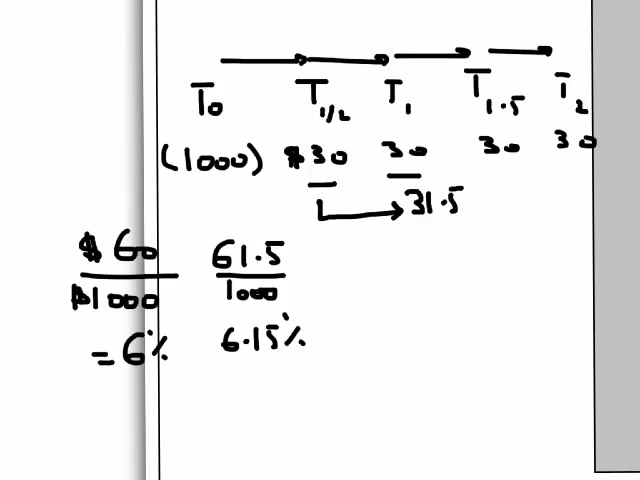 T0 T1/2 T1 T1.5 T2
(1000) $30 30 30 30
31.5
$60 61.5
$1000 1000
= 6% 6.15%